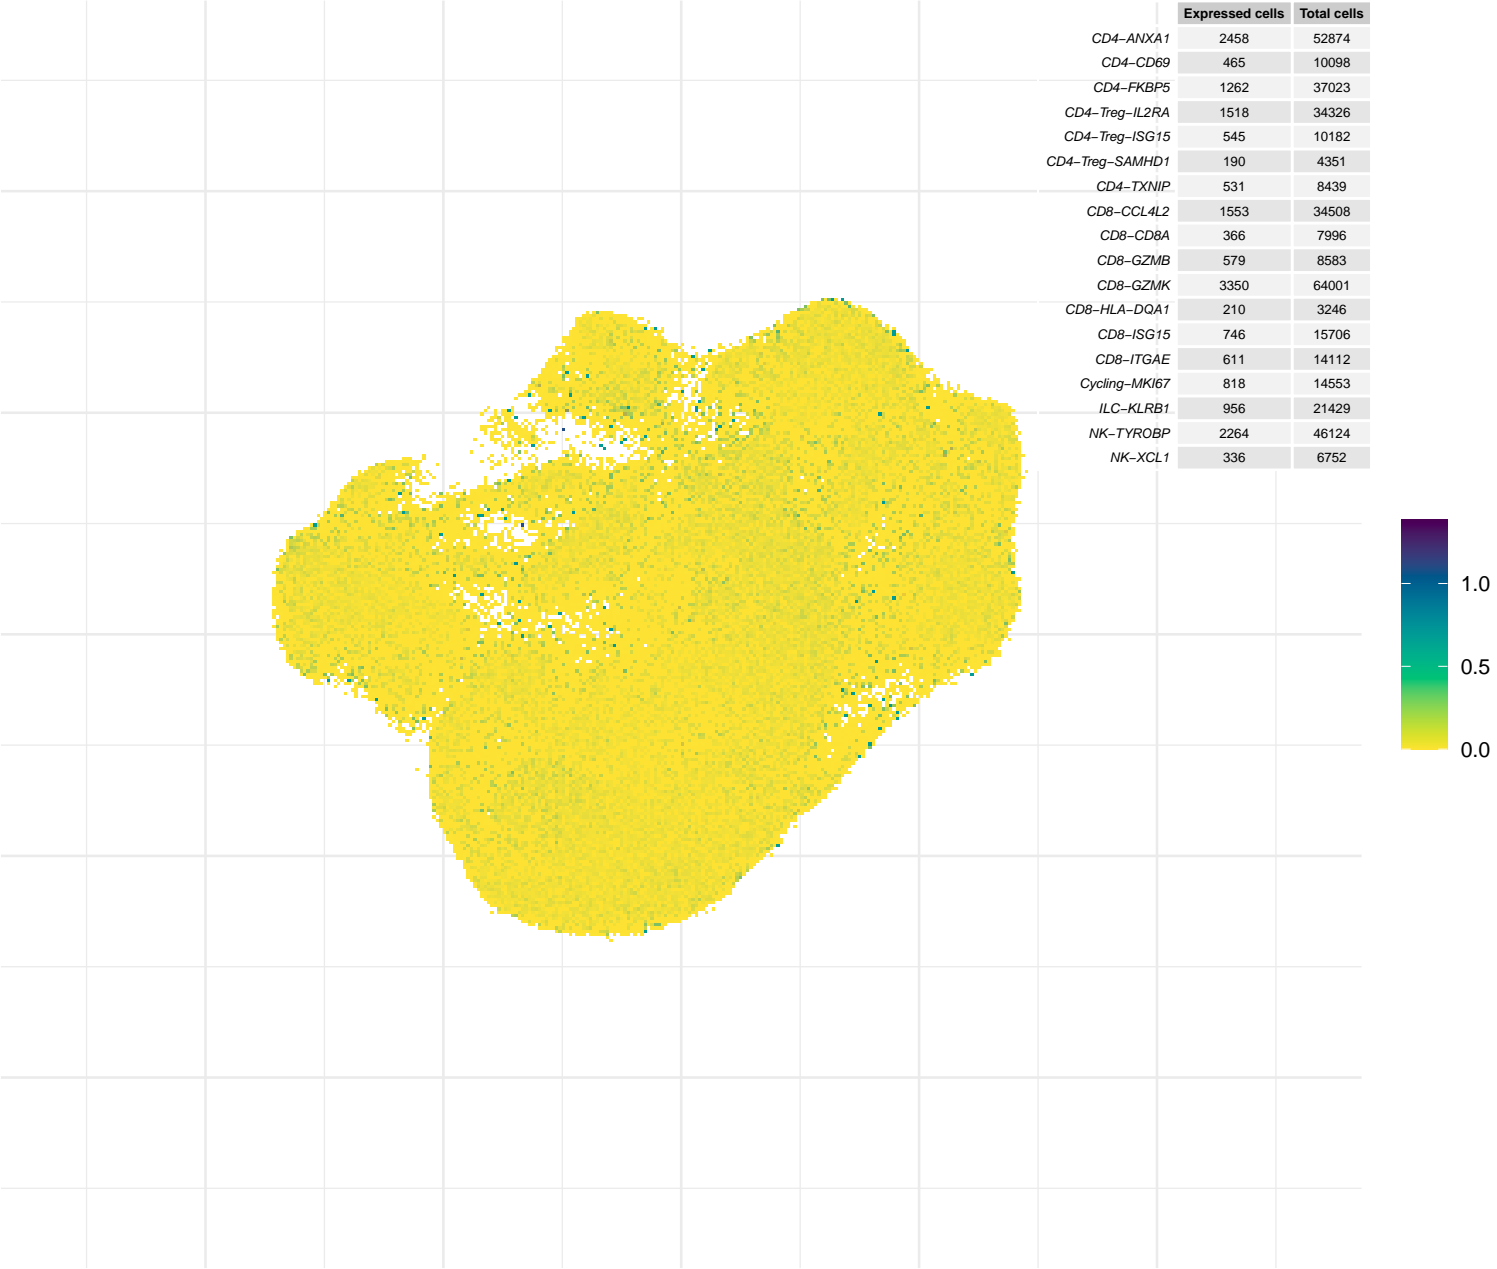 Expressed cells Total cells
CD4−ANXA1 2458 52874
CD4−CD69 465 10098
CD4−FKBP5 1262 37023
CD4−Treg−IL2RA 1518 34326
CD4−Treg−ISG15 545 10182
CD4−Treg−SAMHD1 190 4351
CD4−TXNIP 531 8439
CD8−CCL4L2 1553 34508
CD8−CD8A 366 7996
CD8−GZMB 579 8583
CD8−GZMK 3350 64001
CD8−HLA−DQA1 210 3246
CD8−ISG15 746 15706
CD8−ITGAE 611 14112
Cycling−MKI67 818 14553
ILC−KLRB1 956 21429
NK−TYROBP 2264 46124
NK−XCL1 336 6752
1.0
0.5
0.0